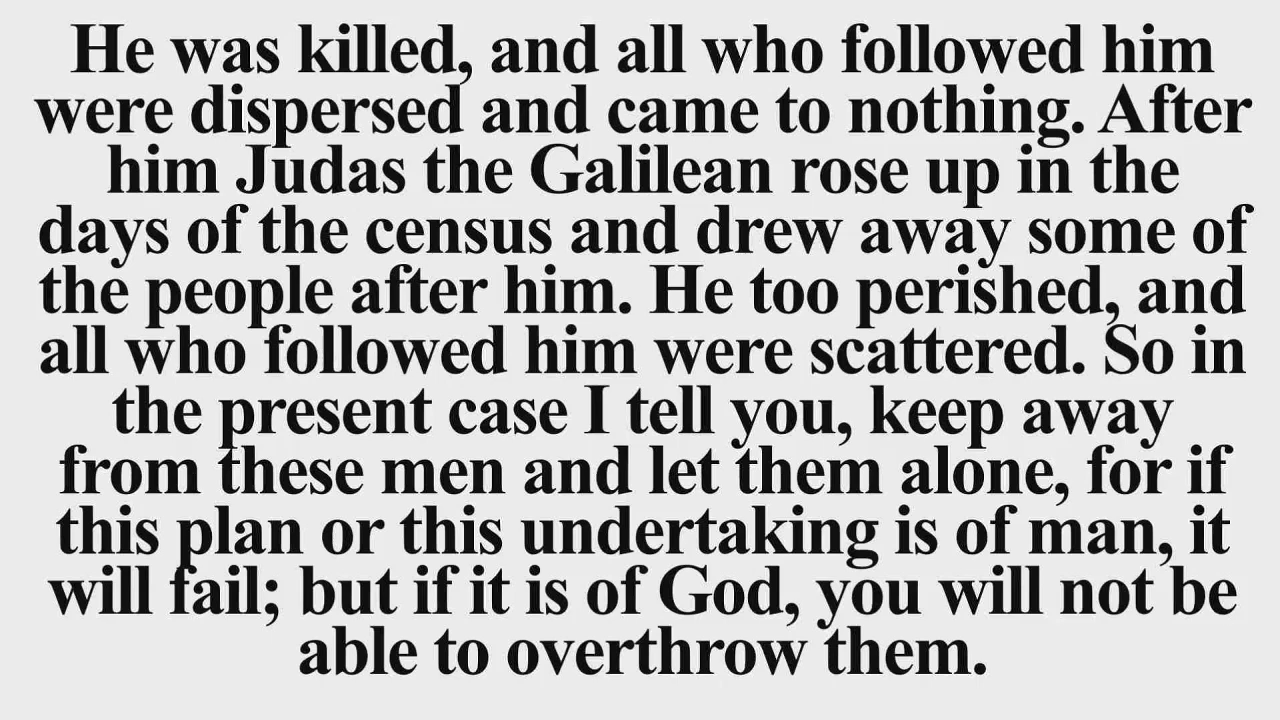 He was killed, and all who followed him
were dispersed and came to nothing. After
him Judas the Galilean rose up in the
days of the census and drew away some of
the people after him. He too perished, and
all who followed him were scattered. So in
the present case I tell you, keep away
from these men and let them alone, for if
this plan or this undertaking is of man, it
will fail; but if it is of God, you will not be
able to overthrow them.